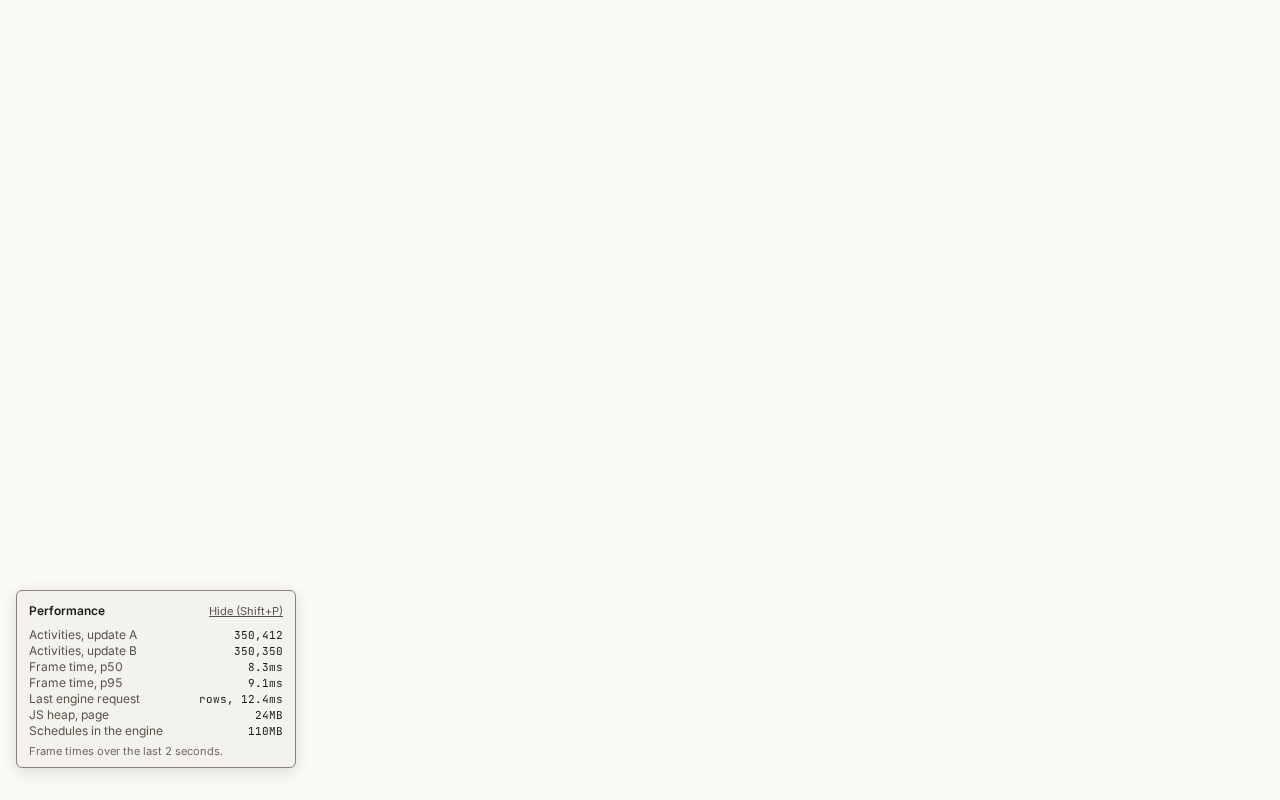 Performance Hide (Shift+P)
Activities, update A 350,412
Activities, update B 350,350
Frame time, p50 8.3ms
Frame time, p95 9.1ms
Last engine request rows, 12.4ms
JS heap, page 24MB
Schedules in the engine 110MB
Frame times over the last 2 seconds.